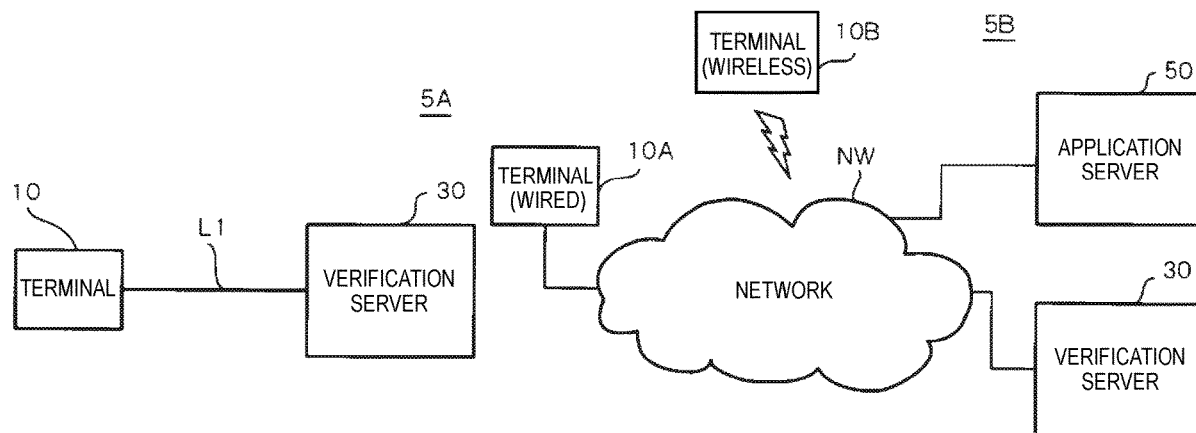 5A
10
TERMINAL
L1
30
VERIFICATION
SERVER
5B
TERMINAL
(WIRELESS)
10B
TERMINAL
(WIRED)
10A
NW
NETWORK
50
APPLICATION
SERVER
30
VERIFICATION
SERVER